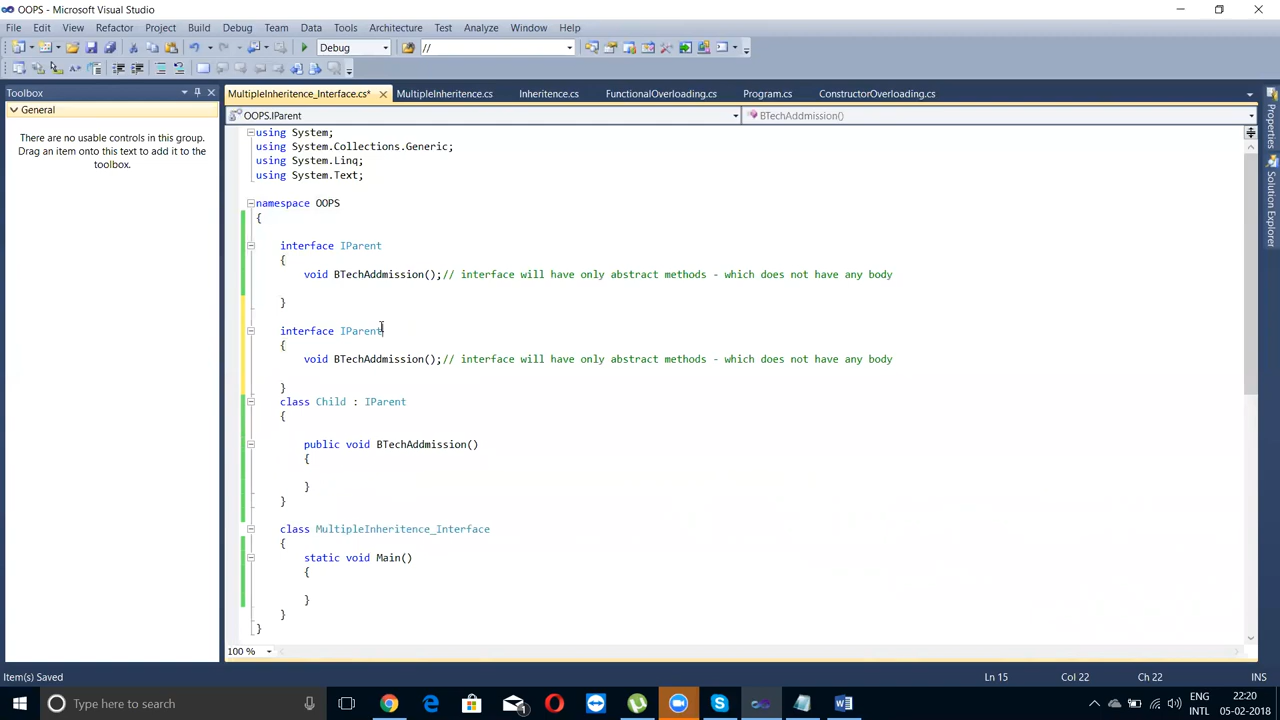 OOPS - Microsoft Visual Studio
File Edit View Refactor Project Build Debug Team Data Tools Architecture Test Analyze Window Help
Debug //
Toolbox
General
There are no usable controls in this group. 
Drag an item onto this text to add it to the 
toolbox.
MultipleInheritence_Interface.cs* MultipleInheritence.cs Inheritence.cs FunctionalOverloading.cs Program.cs ConstructorOverloading.cs
OOPS.IParent BTechAddmission()
using System;
using System.Collections.Generic;
using System.Linq;
using System.Text;
namespace OOPS
{
interface IParent
{
void BTechAddmission();// interface will have only abstract methods - which does not have any body
}
interface IParent
{
void BTechAddmission();// interface will have only abstract methods - which does not have any body
}
class Child : IParent
{
public void BTechAddmission()
{
}
}
class MultipleInheritence_Interface
{
static void Main()
{
}
}
}
100 %
Properties
Solution Explorer
Item(s) Saved Ln 15 Col 22 Ch 22 INS
Type here to search
1
ENG
INTL
22:20
05-02-2018